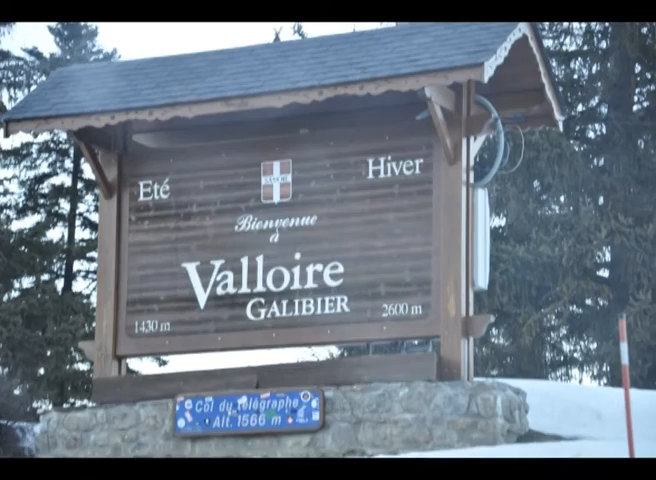 Eté
Hiver
SAVOIE
Bienvenue
à
Valloire
GALIBIER
1430 m
2600 m
Col du télégraphe
Alt. 1566 m